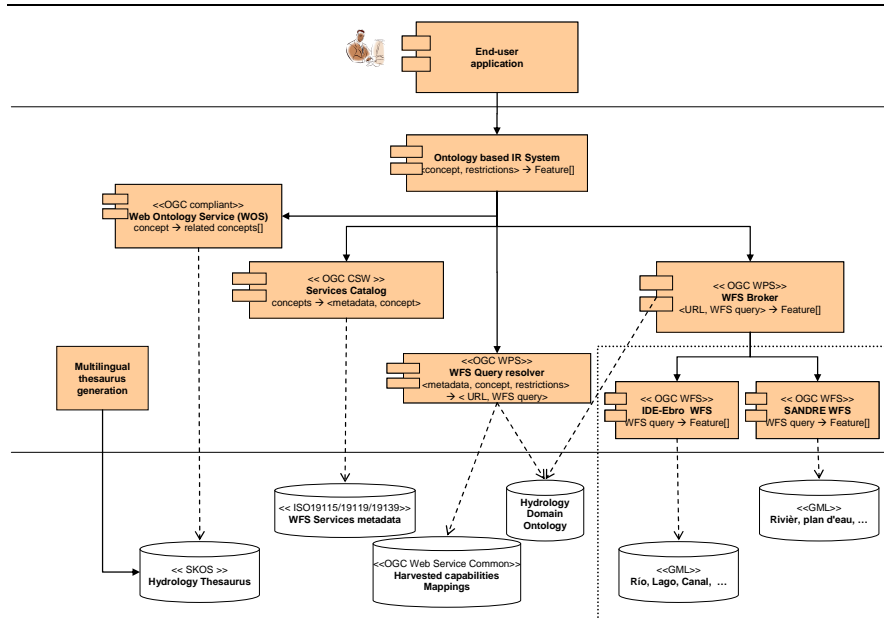 End-user
application
Ontology based IR System
<concept, restrictions> → Feature[]
<<OGC compliant>>
Web Ontology Service (WOS)
concept → related concepts[]
<< OGC CSW >>
Services Catalog
concepts → <metadata, concept>
<< OGC WPS>>
WFS Broker
<URL, WFS query> → Feature[]
Multilingual
thesaurus
generation
<<OGC WPS>>
WFS Query resolver
<metadata, concept, restrictions>
→ < URL, WFS query>
<< OGC WFS>>
IDE-Ebro WFS
WFS query → Feature[]
<< OGC WFS>>
SANDRE WFS
WFS query → Feature[]
<< ISO19115/19119/19139>>
WFS Services metadata
Hydrology
Domain
Ontology
<<GML>>
Rivièr, plan d'eau, ...
<< SKOS >>
Hydrology Thesaurus
<<OGC Web Service Common>>
Harvested capabilities
Mappings
<<GML>>
Río, Lago, Canal, ...